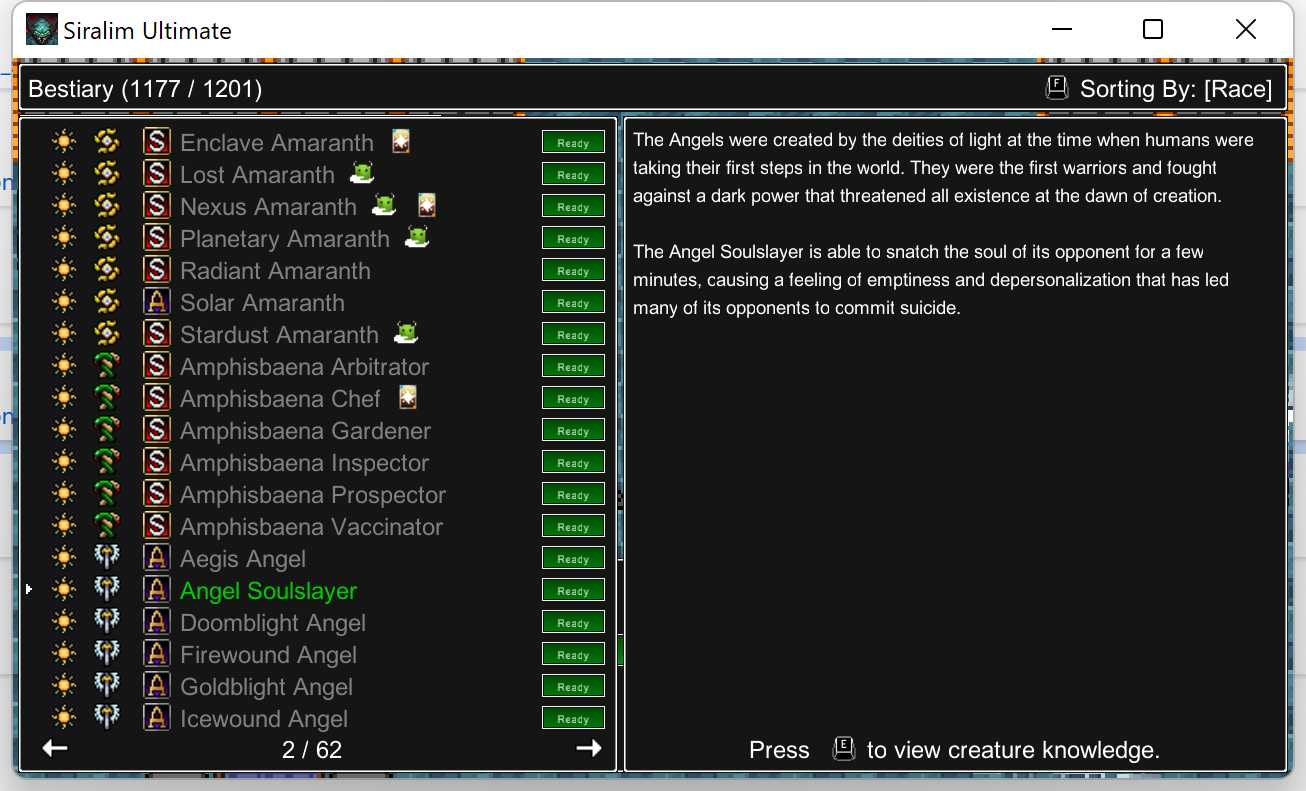 Siralim Ultimate
Bestiary (1177 / 1201)
F Sorting By: [Race]
S Enclave Amaranth Ready
S Lost Amaranth Ready
S Nexus Amaranth Ready
S Planetary Amaranth Ready
S Radiant Amaranth Ready
A Solar Amaranth Ready
S Stardust Amaranth Ready
S Amphisbaena Arbitrator Ready
S Amphisbaena Chef Ready
S Amphisbaena Gardener Ready
S Amphisbaena Inspector Ready
S Amphisbaena Prospector Ready
S Amphisbaena Vaccinator Ready
A Aegis Angel Ready
A Angel Soulslayer Ready
A Doomblight Angel Ready
A Firewound Angel Ready
A Goldblight Angel Ready
A Icewound Angel Ready
2 / 62
The Angels were created by the deities of light at the time when humans were
taking their first steps in the world. They were the first warriors and fought
against a dark power that threatened all existence at the dawn of creation.
The Angel Soulslayer is able to snatch the soul of its opponent for a few
minutes, causing a feeling of emptiness and depersonalization that has led
many of its opponents to commit suicide.
Press E to view creature knowledge.